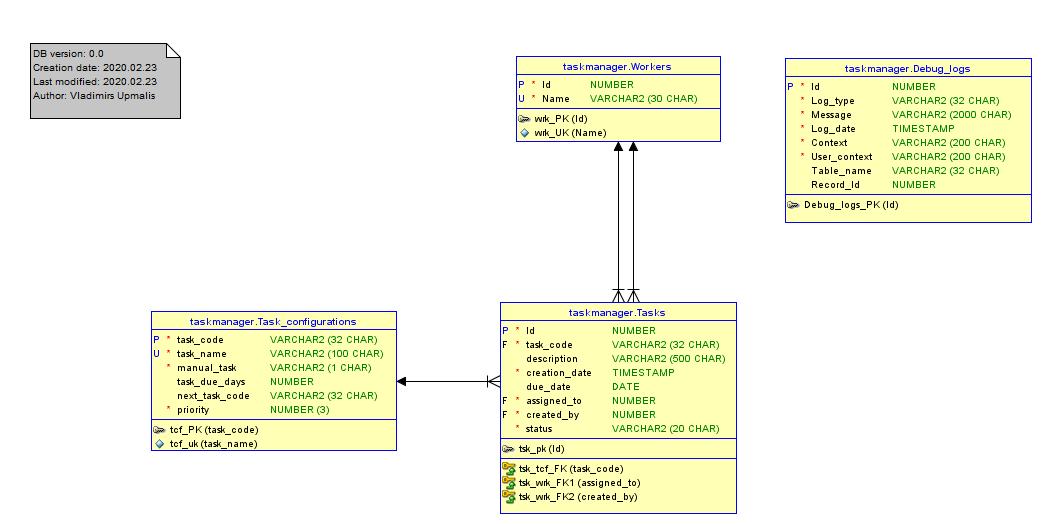 DB version: 0.0
Creation date: 2020.02.23
Last modified: 2020.02.23
Author: Vladimirs Upmalis
taskmanager.Workers
P * Id NUMBER
U * Name VARCHAR2 (30 CHAR)
wrk_PK (Id)
wrk_UK (Name)
taskmanager.Debug_logs
P * Id NUMBER
* Log_type VARCHAR2 (32 CHAR)
* Message VARCHAR2 (2000 CHAR)
* Log_date TIMESTAMP
* Context VARCHAR2 (200 CHAR)
* User_context VARCHAR2 (200 CHAR)
Table_name VARCHAR2 (32 CHAR)
Record_Id NUMBER
Debug_logs_PK (Id)
taskmanager.Task_configurations
P * task_code VARCHAR2 (32 CHAR)
U * task_name VARCHAR2 (100 CHAR)
* manual_task VARCHAR2 (1 CHAR)
task_due_days NUMBER
next_task_code VARCHAR2 (32 CHAR)
* priority NUMBER (3)
tcf_PK (task_code)
tcf_uk (task_name)
taskmanager.Tasks
P * Id NUMBER
F * task_code VARCHAR2 (32 CHAR)
description VARCHAR2 (500 CHAR)
* creation_date TIMESTAMP
due_date DATE
F * assigned_to NUMBER
F * created_by NUMBER
* status VARCHAR2 (20 CHAR)
tsk_pk (Id)
tsk_tcf_FK (task_code)
tsk_wrk_FK1 (assigned_to)
tsk_wrk_FK2 (created_by)